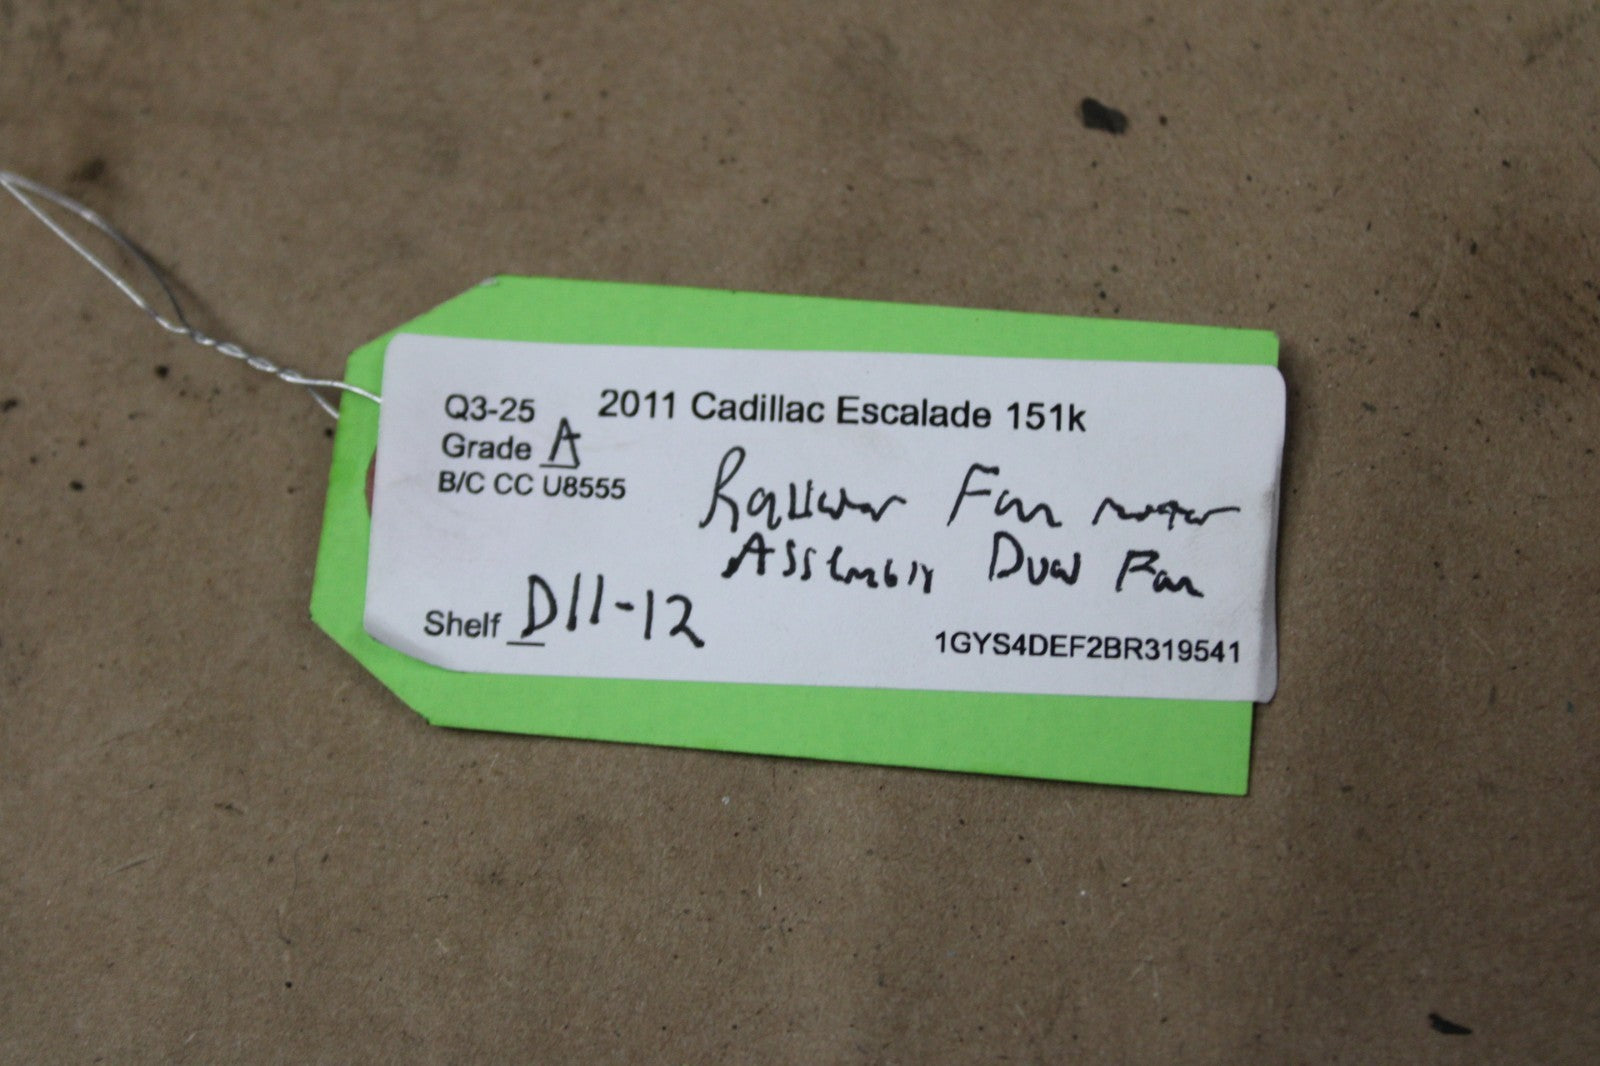 Q3-25 2011 Cadillac Escalade 151k
Grade A
B/C CC U8555
Fan motor
Assembly Dual Fan
Shelf D11-12
1GYS4DEF2BR319541